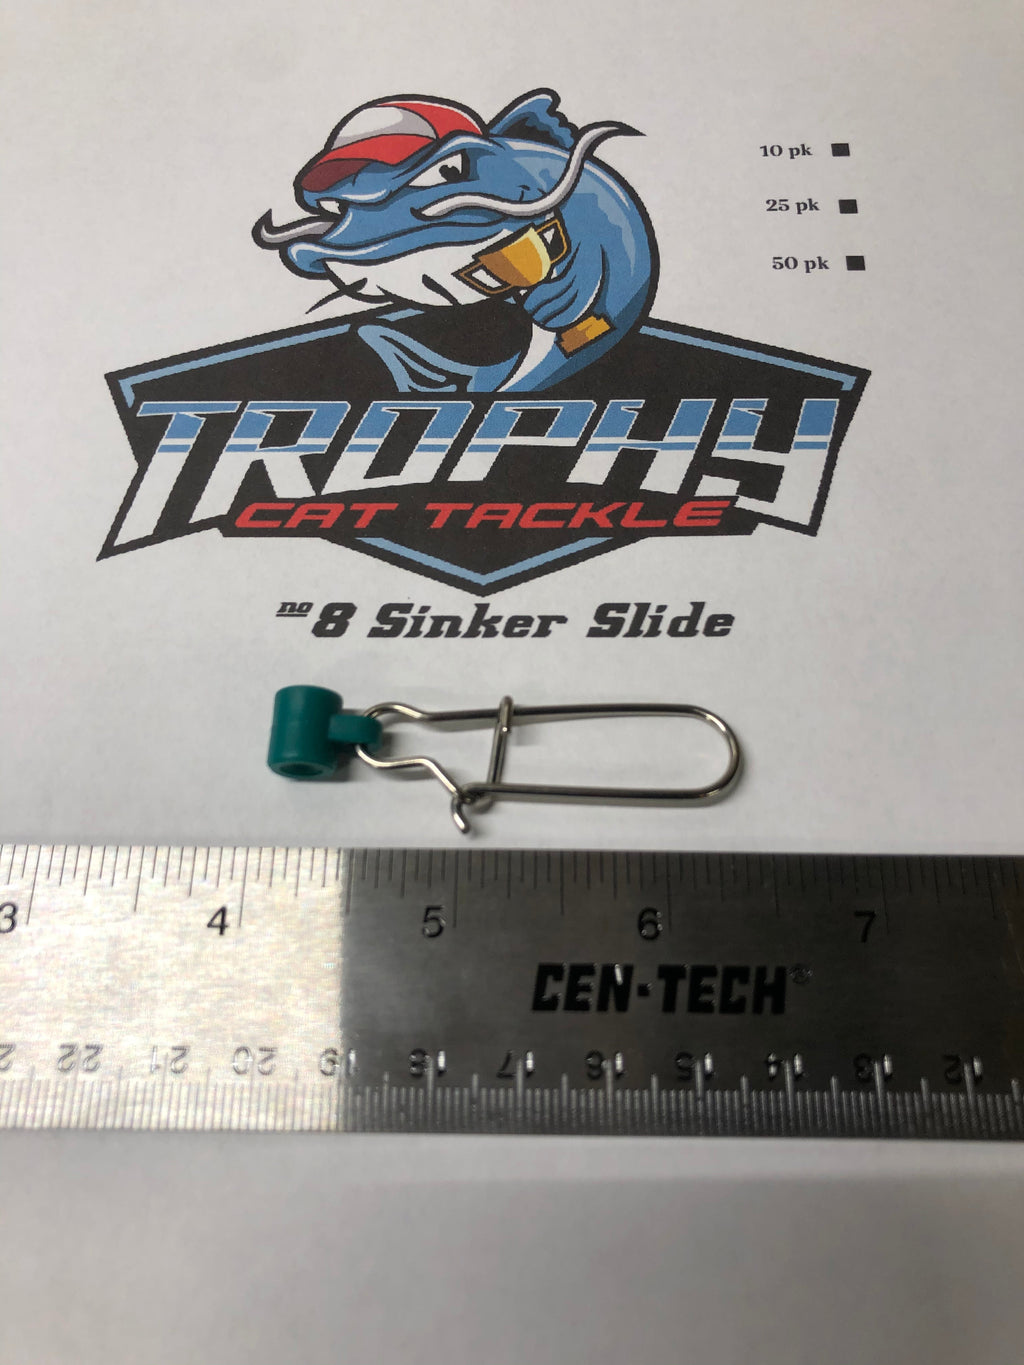 10 pk
25 pk
50 pk
TROPHY
CAT TACKLE
no 8 Sinker Slide
3 4 5 6 7
CEN-TECH®
22 21 20 19 18 17 16 15 14 13 12